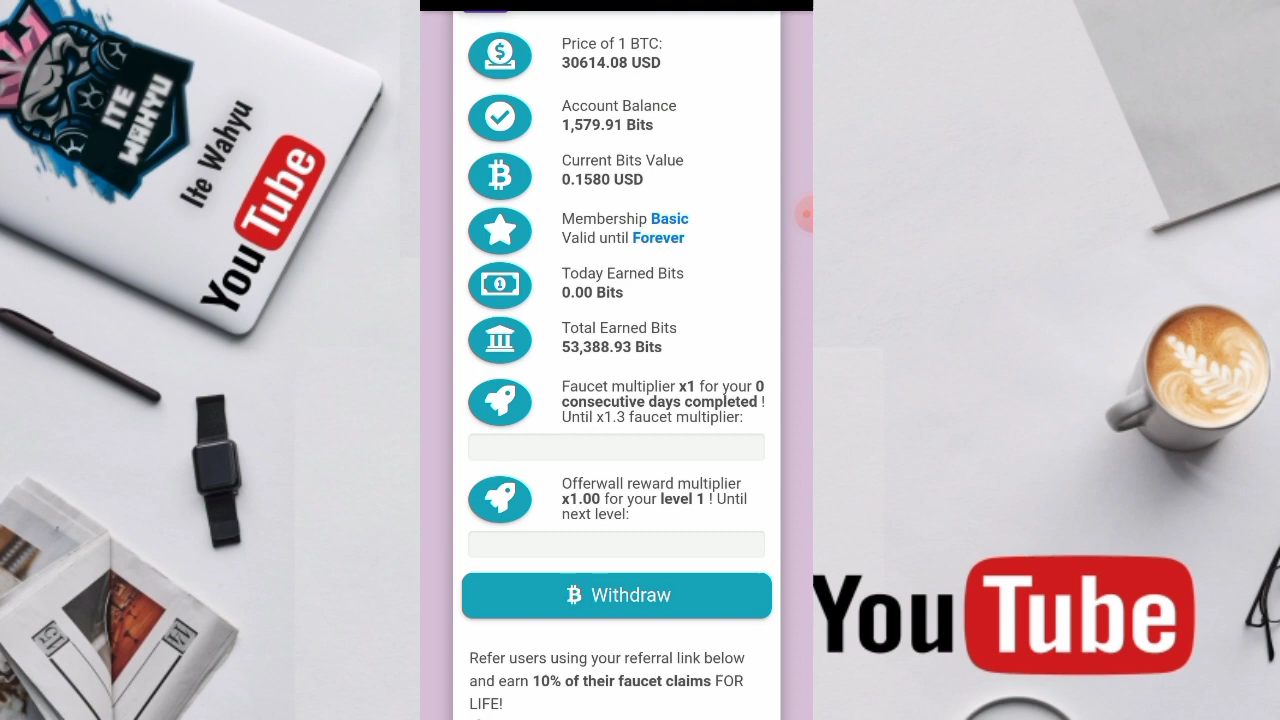 ITE
WAHYU
Ite Wahyu
YouTube
Price of 1 BTC:
30614.08 USD
Account Balance
1,579.91 Bits
Current Bits Value
0.1580 USD
Membership Basic
Valid until Forever
Today Earned Bits
0.00 Bits
Total Earned Bits
53,388.93 Bits
Faucet multiplier x1 for your 0
consecutive days completed !
Until x1.3 faucet multiplier:
Offerwall reward multiplier
x1.00 for your level 1 ! Until
next level:
Withdraw
Refer users using your referral link below
and earn 10% of their faucet claims FOR
LIFE!
YouTube